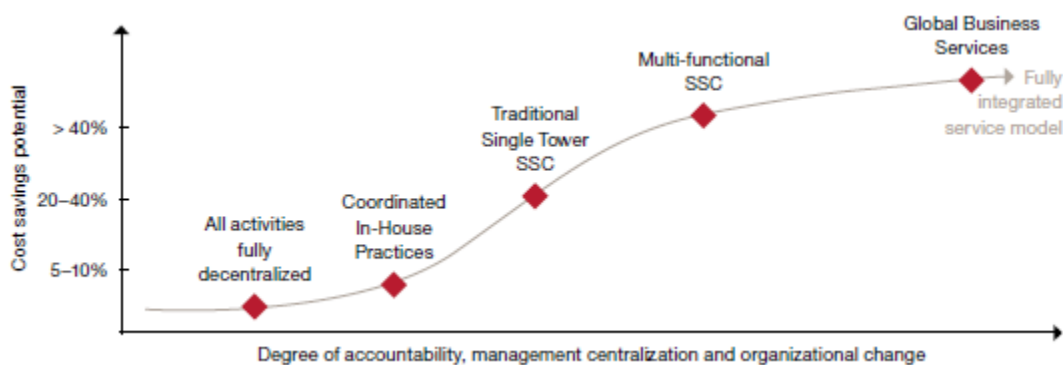 Global Business
Services
Multi-functional
SSC
Fully
integrated
service model
Traditional
Single Tower
SSC
Coordinated
In-House
Practices
All activities
fully
decentralized
Cost savings potential
> 40%
20–40%
5–10%
Degree of accountability, management centralization and organizational change